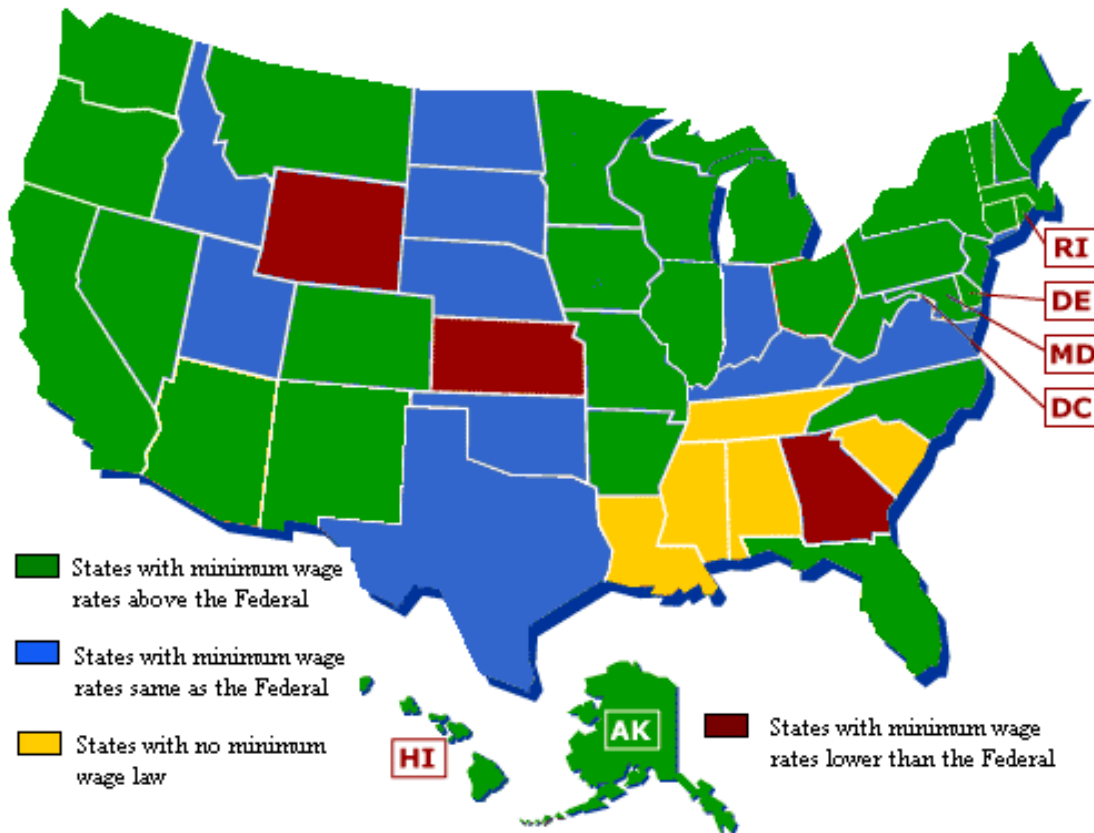 RI
DE
MD
DC
States with minimum wage
rates above the Federal
States with minimum wage
rates same as the Federal
States with no minimum
wage law
HI
AK
States with minimum wage
rates lower than the Federal